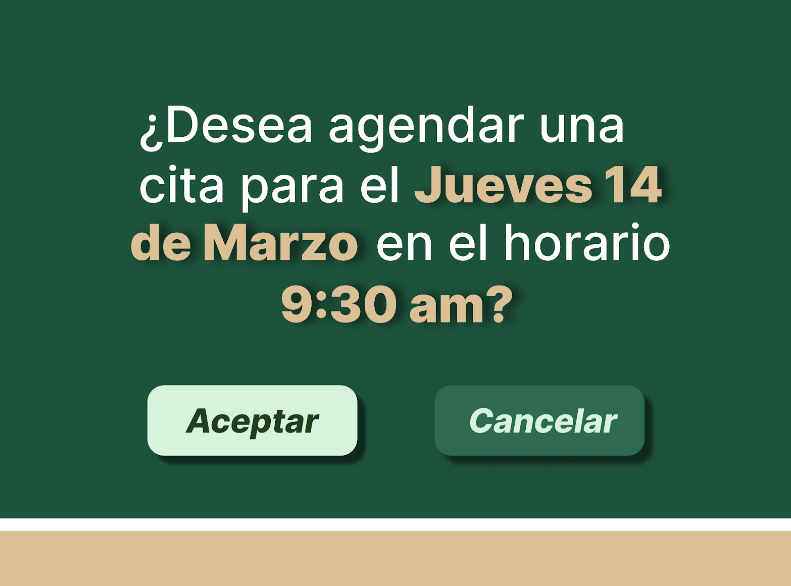 ¿Desea agendar una
cita para el Jueves 14
de Marzo en el horario
9:30 am?
Aceptar
Cancelar